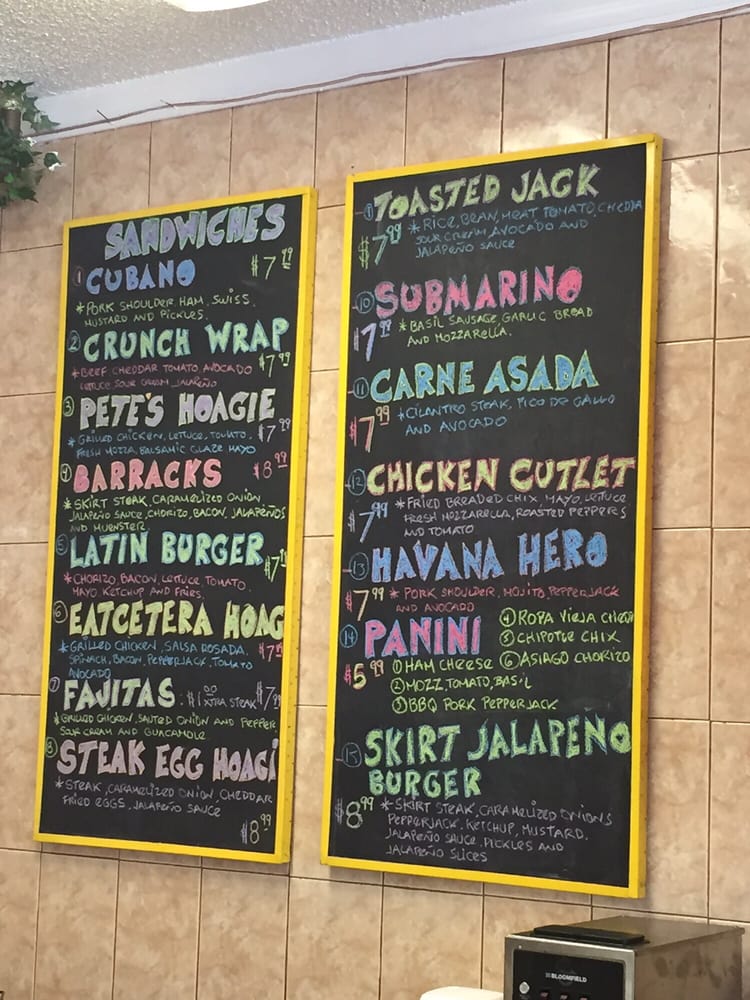 SANDWICHES
1 CUBANO $7.99
* PORK SHOULDER, HAM, SWISS,
MUSTARD AND PICKLES.
2 CRUNCH WRAP
* BEEF CHEDDAR TOMATO, AVOCADO $7.99
LETTUCE SOUR CREAM JALAPEÑO
3 PETE'S HOAGIE
* GRILLED CHICKEN, LETTUCE, TOMATO, $7.99
FRESH MOZZA, BALSAMIC GLAZE MAYO
4 BARRACKS $8.99
* SKIRT STEAK, CARAMELIZED ONION,
JALAPEÑO SAUCE, CHORIZO, BACON, JALAPEÑOS
AND MUENSTER.
5 LATIN BURGER
* CHORIZO, BACON, LETTUCE, TOMATO,
MAYO, KETCHUP AND FRIES.
6 EATCETERA HOAG
* GRILLED CHICKEN, SALSA ROSADA,
SPINACH, BACON, PEPPERJACK, TOMATO
AVOCADO
7 FAJITAS : $1.00 XTRA STEAK $7.99
* GRILLED CHICKEN, SAUTED ONION AND PEPPER
SOUR CREAM AND GUACAMOLE
8 STEAK EGG HOAGI
* STEAK, CARAMELIZED ONION, CHEDDAR
FRIED EGGS, JALAPEÑO SAUCE
$8.99
TOASTED JACK
* RICE, BEAN, MEAT TOMATO, CHEDDA
$7.99 SOUR CREAM AVOCADO AND
JALAPEÑO SAUCE
10 SUBMARINO
$7.99 * BASIL SAUSAGE GARLIC BREAD
AND MOZZARELLA.
11 CARNE ASADA
$7.99 * CILANTRO STEAK, PICO DE GALLO
AND AVOCADO
12 CHICKEN CUTLET
$7.99 * FRIED BREADED CHIX, MAYO, LETTUCE
FRESH MOZZARELLA, ROASTED PEPPERS
AND TOMATO
13 HAVANA HERO
$7.99 * PORK SHOULDER, MOJITO, PEPPERJACK
AND AVOCADO
14 PANINI
$5.99 1 HAM CHEESE
2 MOZZ, TOMATO, BASIL
3 BBQ PORK PEPPERJACK
4 ROPA VIEJA
5 CHIPOTLE CHIX
6 ASIAGO CHORIZO
15 SKIRT JALAPEÑO
BURGER
$8.99 * SKIRT STEAK, CARAMELIZED ONIONS
PEPPERJACK, KETCHUP, MUSTARD,
JALAPEÑO SAUCE, PICKLES AND
JALAPEÑO SLICES
BLOOMFIELD